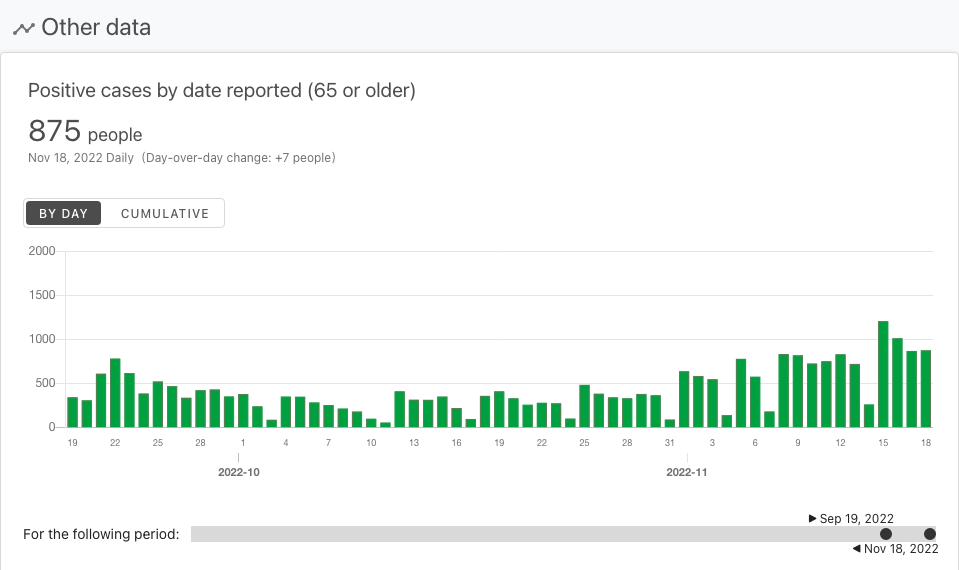 Other data
Positive cases by date reported (65 or older)
875 people
Nov 18, 2022 Daily (Day-over-day change: +7 people)
BY DAY CUMULATIVE
2000
1500
1000
500
0
19 22 25 28 1 4 7 10 13 16 19 22 25 28 31 3 6 9 12 15 18
2022-10 2022-11
Sep 19, 2022
For the following period:
Nov 18, 2022